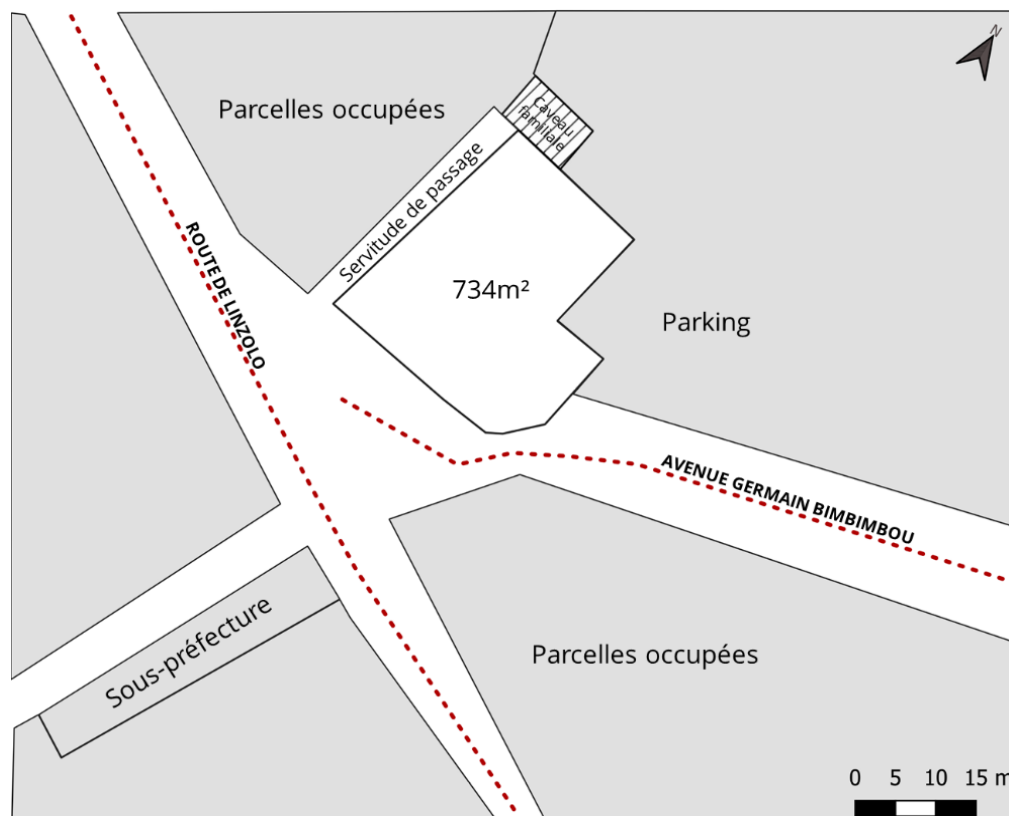 N
Parcelles occupées
Caveau
familiale
Servitude de passage
ROUTE DE LINZOLO
734m²
Parking
AVENUE GERMAIN BIMBIMBOU
Sous-préfecture
Parcelles occupées
0 5 10 15 m